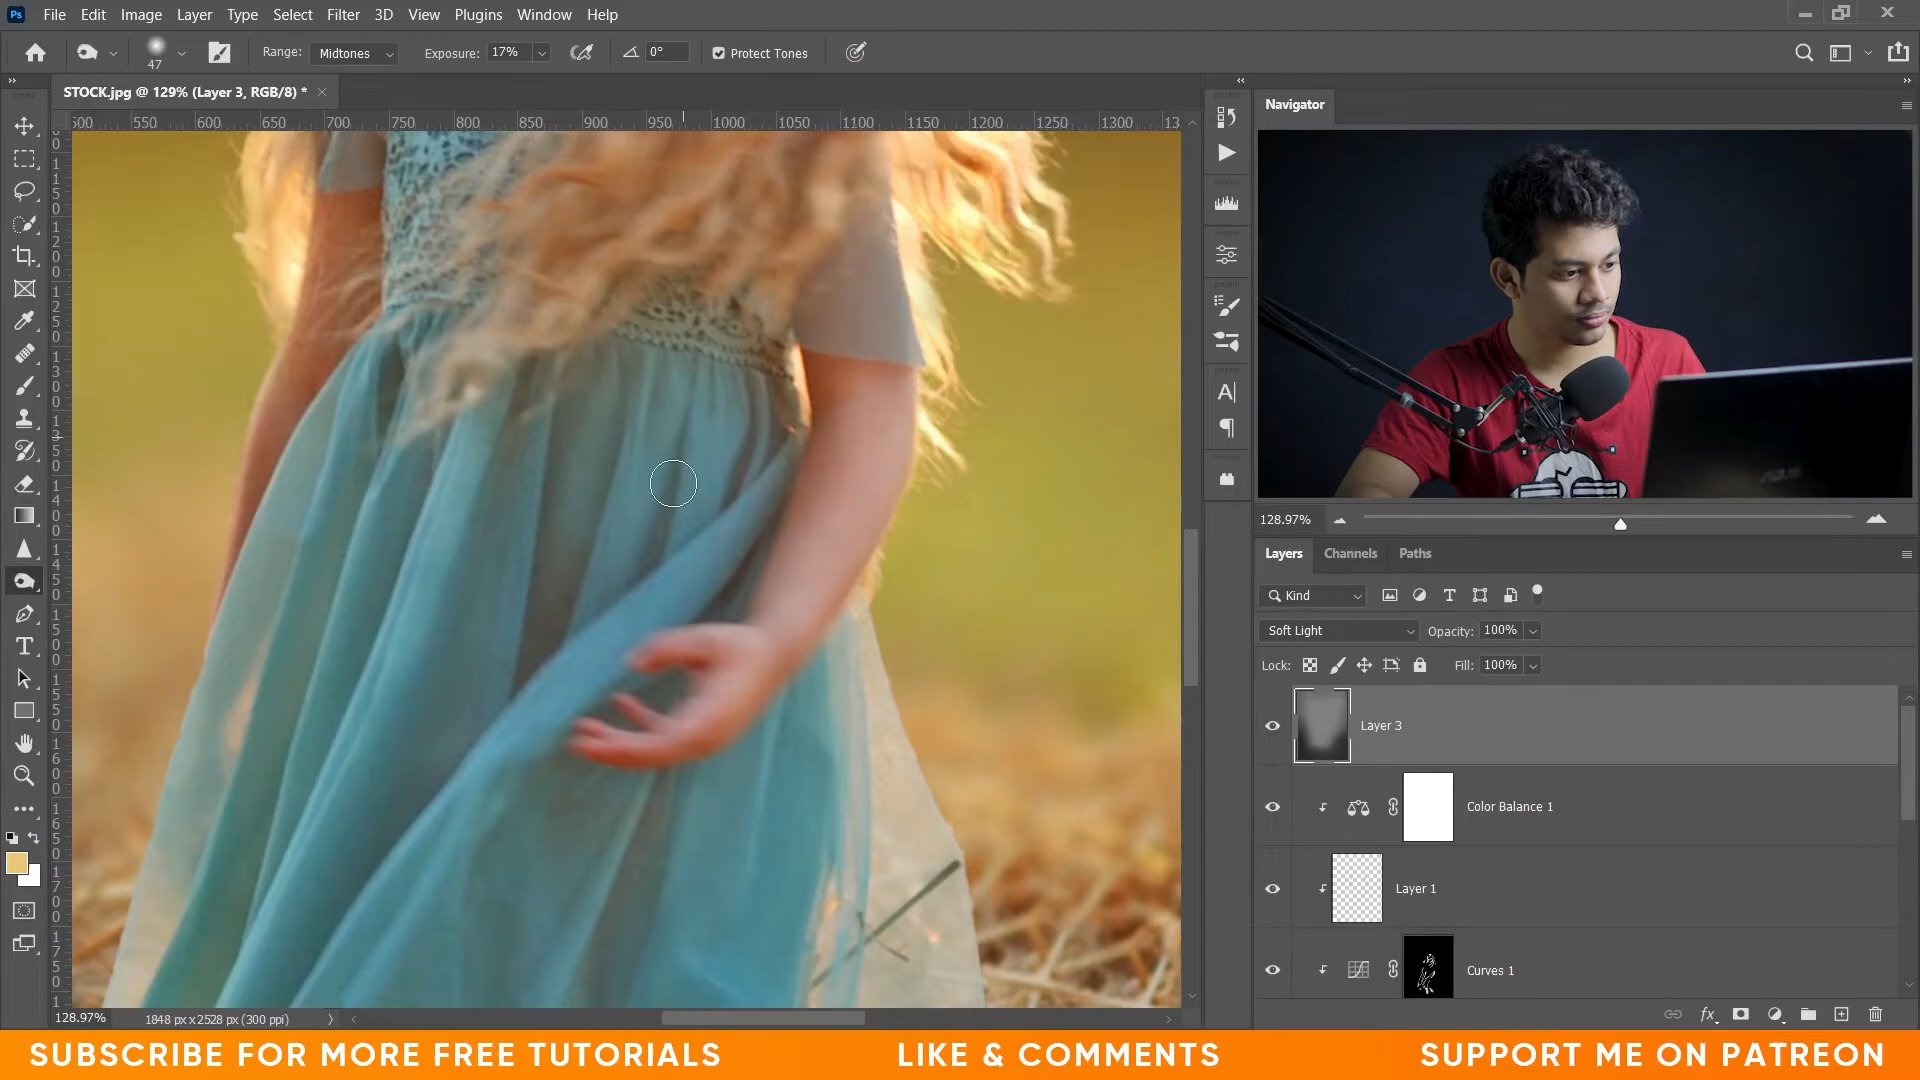 Ps File Edit Image Layer Type Select Filter 3D View Plugins Window Help
47 Range: Midtones Exposure: 17% 0° Protect Tones
STOCK.jpg @ 129% (Layer 3, RGB/8) *
500 550 600 650 700 750 800 850 900 950 1000 1050 1100 1150 1200 1250 1300 13
Navigator
128.97%
Layers Channels Paths
Kind
Soft Light Opacity: 100%
Lock: Fill: 100%
Layer 3
Color Balance 1
Layer 1
Curves 1
128.97% 1848 px x 2528 px (300 ppi)
SUBSCRIBE FOR MORE FREE TUTORIALS LIKE & COMMENTS SUPPORT ME ON PATREON